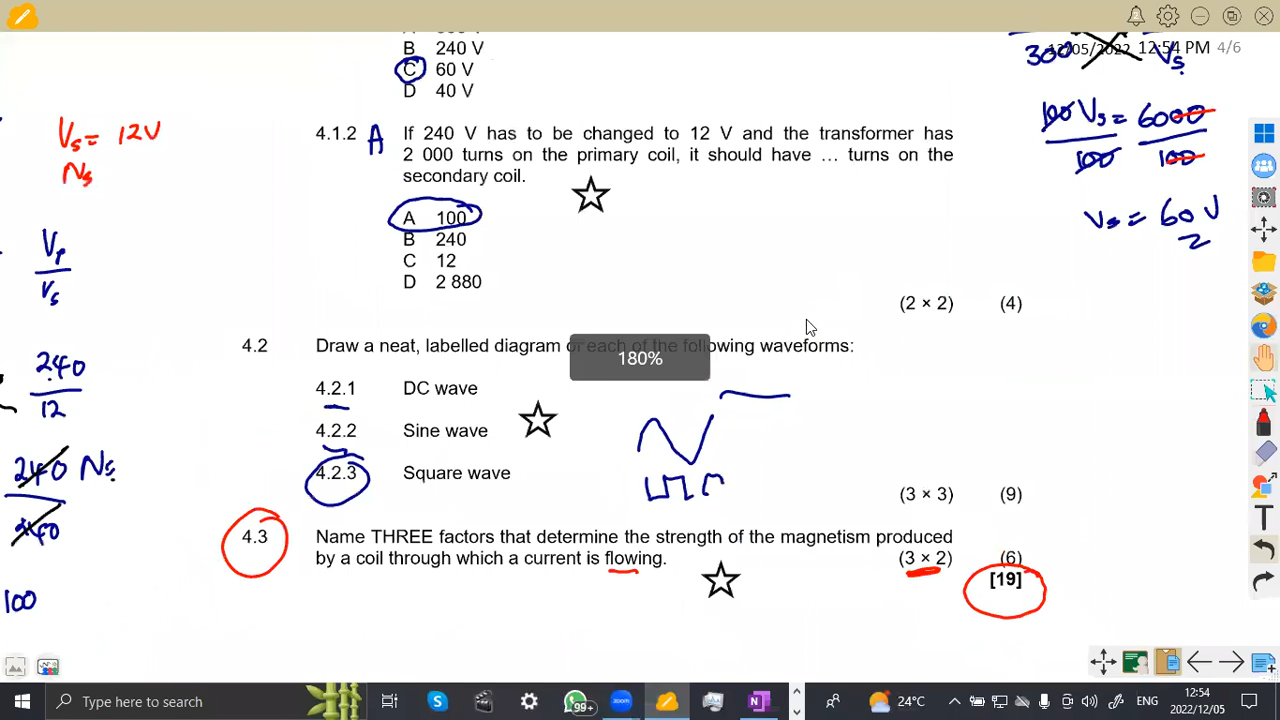 12/05/2022 12:54 PM 4/6
B 240 V
C 60 V
D 40 V
300
Vs
100 Vs = 6000
100 100
Vs = 60 V
Vs = 12V
Ns
4.1.2 A If 240 V has to be changed to 12 V and the transformer has
2 000 turns on the primary coil, it should have … turns on the
secondary coil.
A 100
B 240
C 12
D 2 880
(2 × 2) (4)
Vp
Vs
240
12
240 Ns
240
100
4.2 Draw a neat, labelled diagram of each of the following waveforms:
180%
4.2.1 DC wave
4.2.2 Sine wave
4.2.3 Square wave
(3 × 3) (9)
4.3 Name THREE factors that determine the strength of the magnetism produced
by a coil through which a current is flowing. (3 × 2) (6)
[19]
Type here to search
99+
zoom
24°C
ENG
12:54
2022/12/05